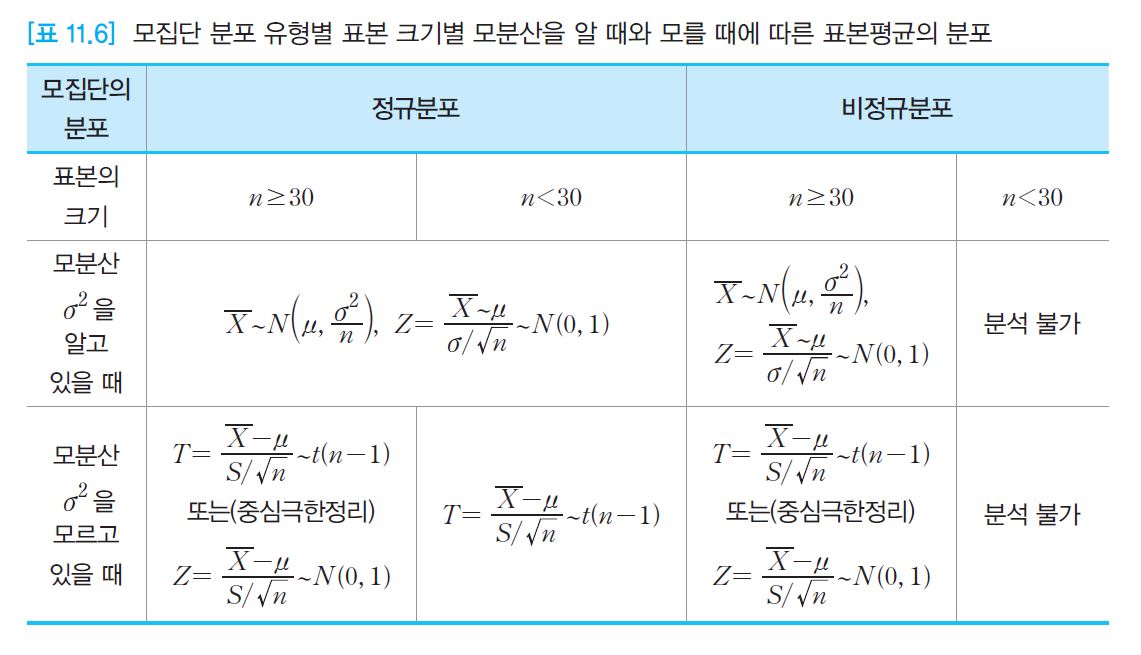 [표 11.6] 모집단 분포 유형별 표본 크기별 모분산을 알 때와 모를 때에 따른 표본평균의 분포
모집단의
분포
정규분포
비정규분포
표본의
크기
n≥30
n<30
n≥30
n<30
모분산
σ²을
알고
있을 때
X̄~N(μ, σ²/n), Z= X̄~μ / σ/√n ~N(0, 1)
X̄~N(μ, σ²/n),
Z= X̄~μ / σ/√n ~N(0, 1)
분석 불가
모분산
σ²을
모르고
있을 때
T= X̄−μ / S/√n ~t(n−1)
또는(중심극한정리)
Z= X̄−μ / S/√n ~N(0, 1)
T= X̄−μ / S/√n ~t(n−1)
T= X̄−μ / S/√n ~t(n−1)
또는(중심극한정리)
Z= X̄−μ / S/√n ~N(0, 1)
분석 불가